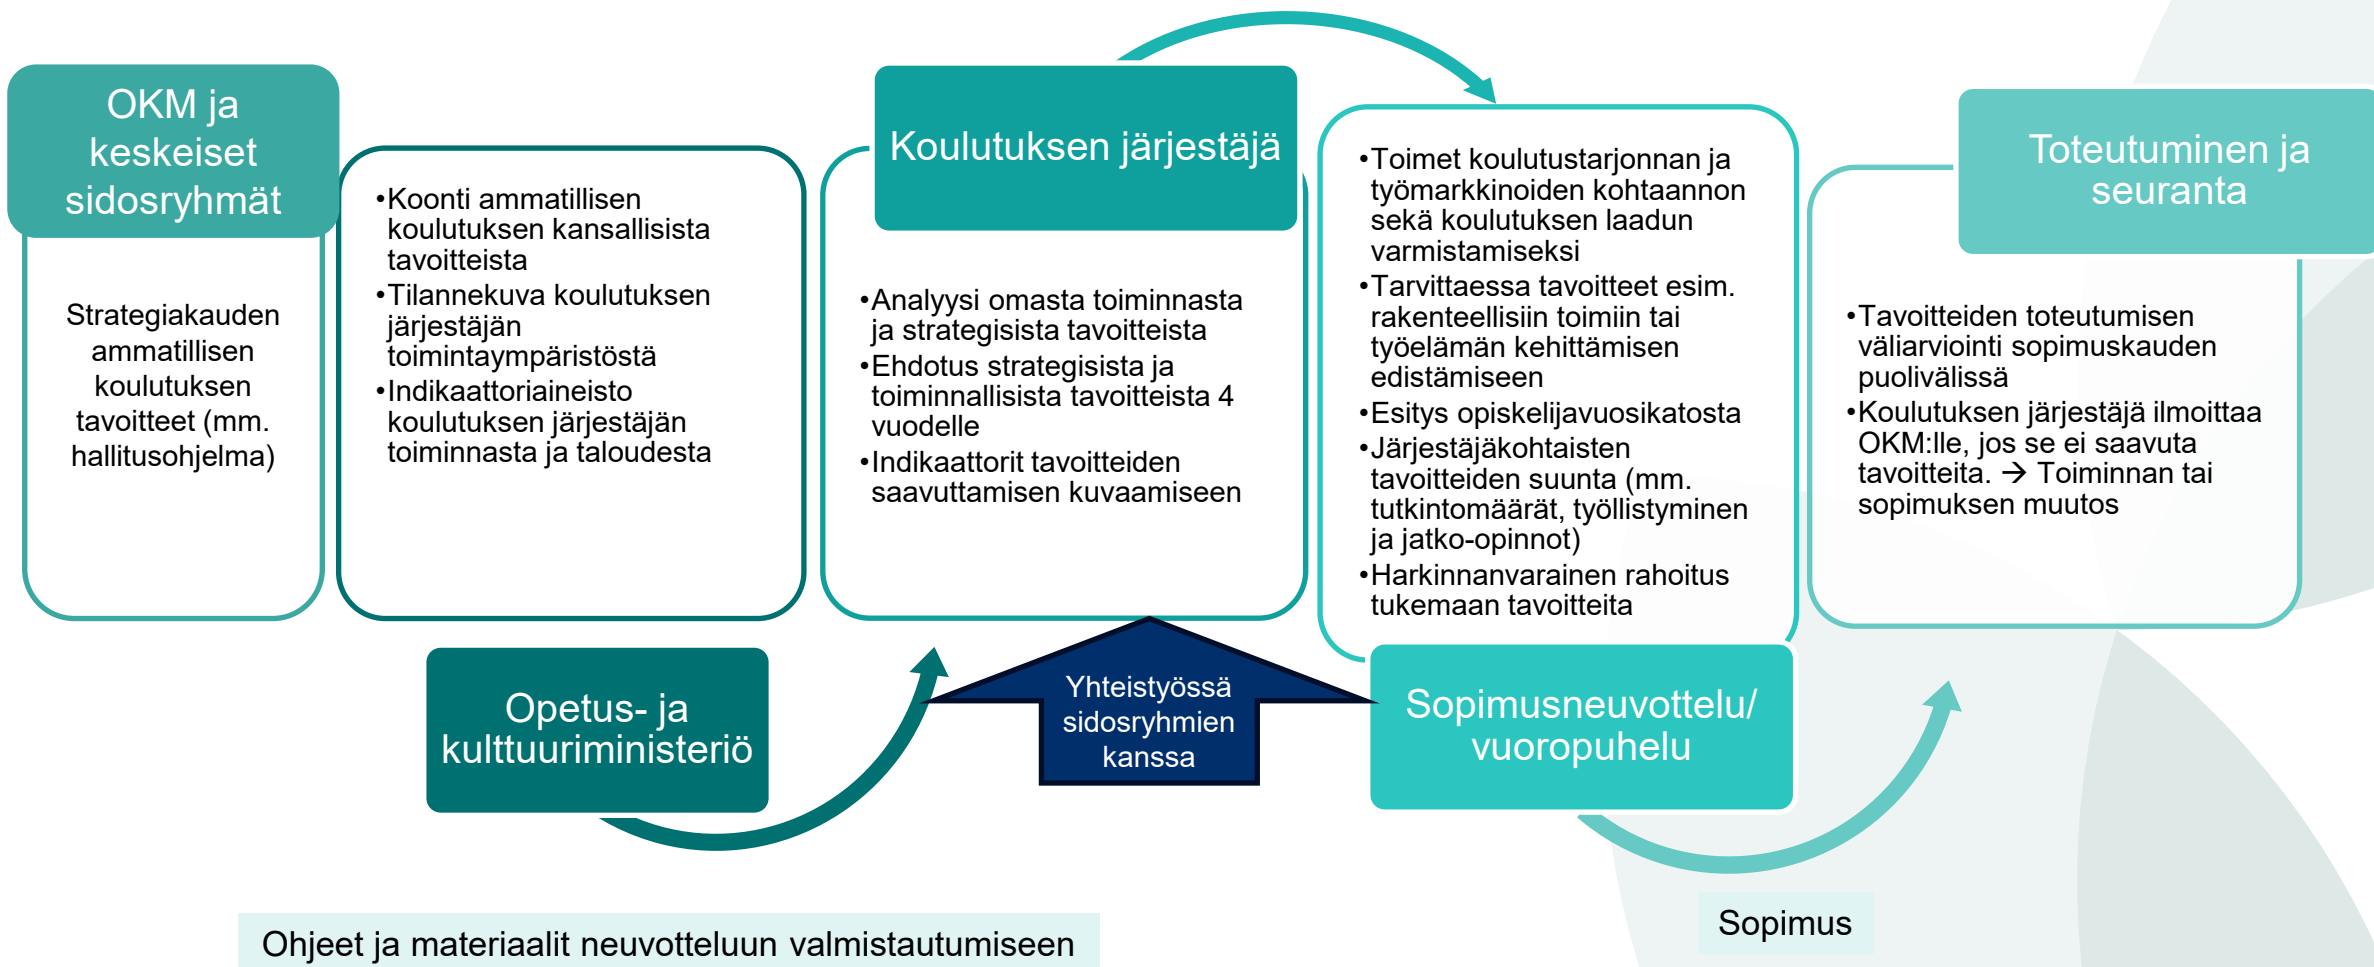 OKM ja
keskeiset
sidosryhmät
Strategiakauden
ammatillisen
koulutuksen
tavoitteet (mm.
hallitusohjelma)
•Koonti ammatillisen
koulutuksen kansallisista
tavoitteista
•Tilannekuva koulutuksen
järjestäjän
toimintaympäristöstä
•Indikaattoriaineisto
koulutuksen järjestäjän
toiminnasta ja taloudesta
Opetus- ja
kulttuuriministeriö
Koulutuksen järjestäjä
•Analyysi omasta toiminnasta
ja strategisista tavoitteista
•Ehdotus strategisista ja
toiminnallisista tavoitteista 4
vuodelle
•Indikaattorit tavoitteiden
saavuttamisen kuvaamiseen
Yhteistyössä
sidosryhmien
kanssa
•Toimet koulutustarjonnan ja
työmarkkinoiden kohtaannon
sekä koulutuksen laadun
varmistamiseksi
•Tarvittaessa tavoitteet esim.
rakenteellisiin toimiin tai
työelämän kehittämisen
edistämiseen
•Esitys opiskelijavuosikatosta
•Järjestäjäkohtaisten
tavoitteiden suunta (mm.
tutkintomäärät, työllistyminen
ja jatko-opinnot)
•Harkinnanvarainen rahoitus
tukemaan tavoitteita
Sopimusneuvottelu/
vuoropuhelu
Toteutuminen ja
seuranta
•Tavoitteiden toteutumisen
väliarviointi sopimuskauden
puolivälissä
•Koulutuksen järjestäjä ilmoittaa
OKM:lle, jos se ei saavuta
tavoitteita. → Toiminnan tai
sopimuksen muutos
Ohjeet ja materiaalit neuvotteluun valmistautumiseen
Sopimus